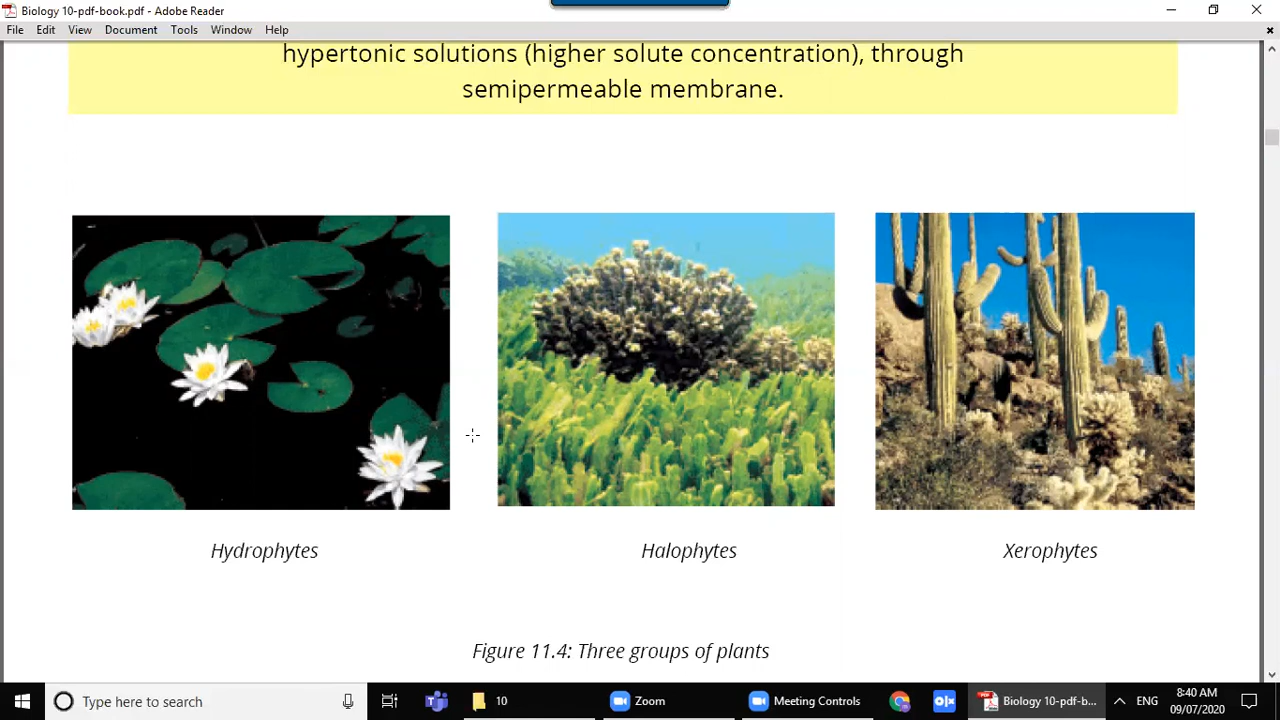 Biology 10-pdf-book.pdf - Adobe Reader
File Edit View Document Tools Window Help
hypertonic solutions (higher solute concentration), through
semipermeable membrane.
Hydrophytes
Halophytes
Xerophytes
Figure 11.4: Three groups of plants
Type here to search
10
Zoom
Meeting Controls
Biology 10-pdf-b...
ENG
8:40 AM
09/07/2020